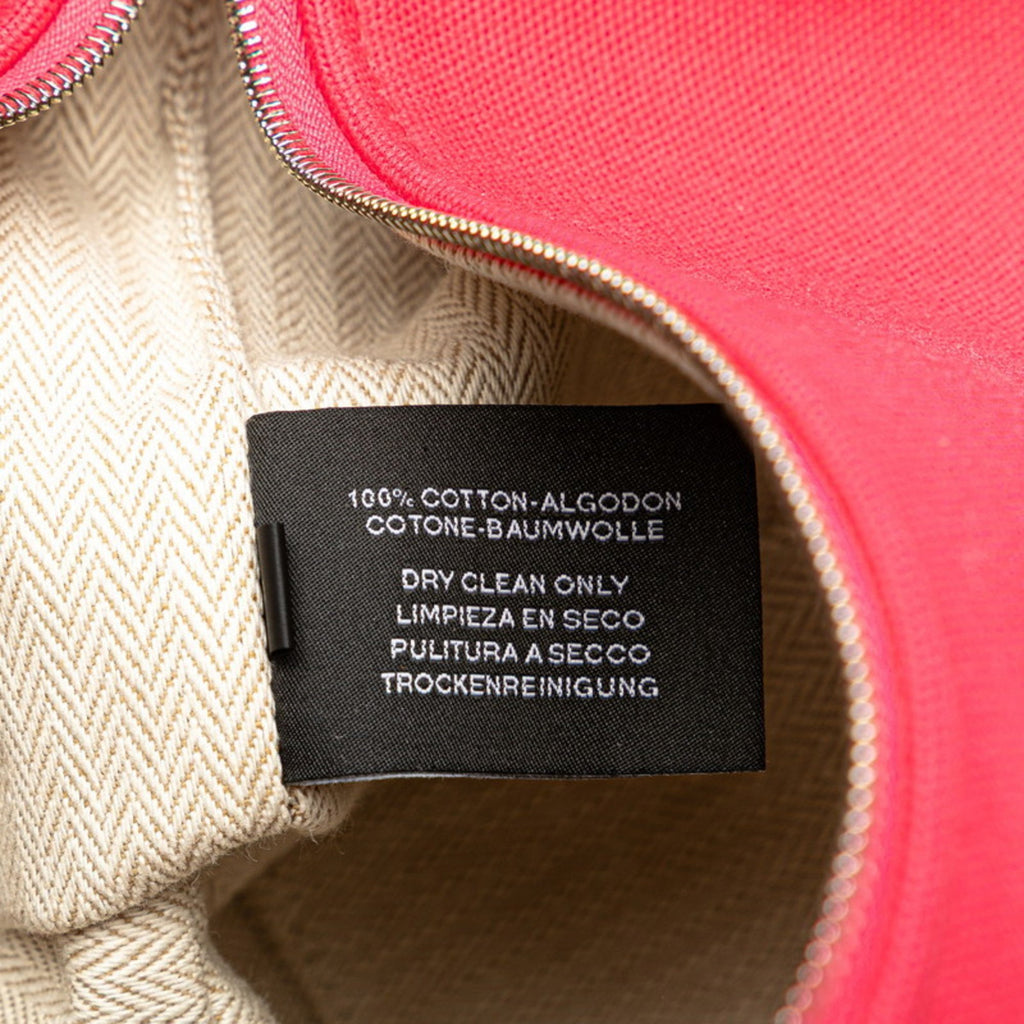 100% COTTON-ALGODON
COTONE-BAUMWOLLE
DRY CLEAN ONLY
LIMPIEZA EN SECO
PULITURA A SECCO
TROCKENREINIGUNG